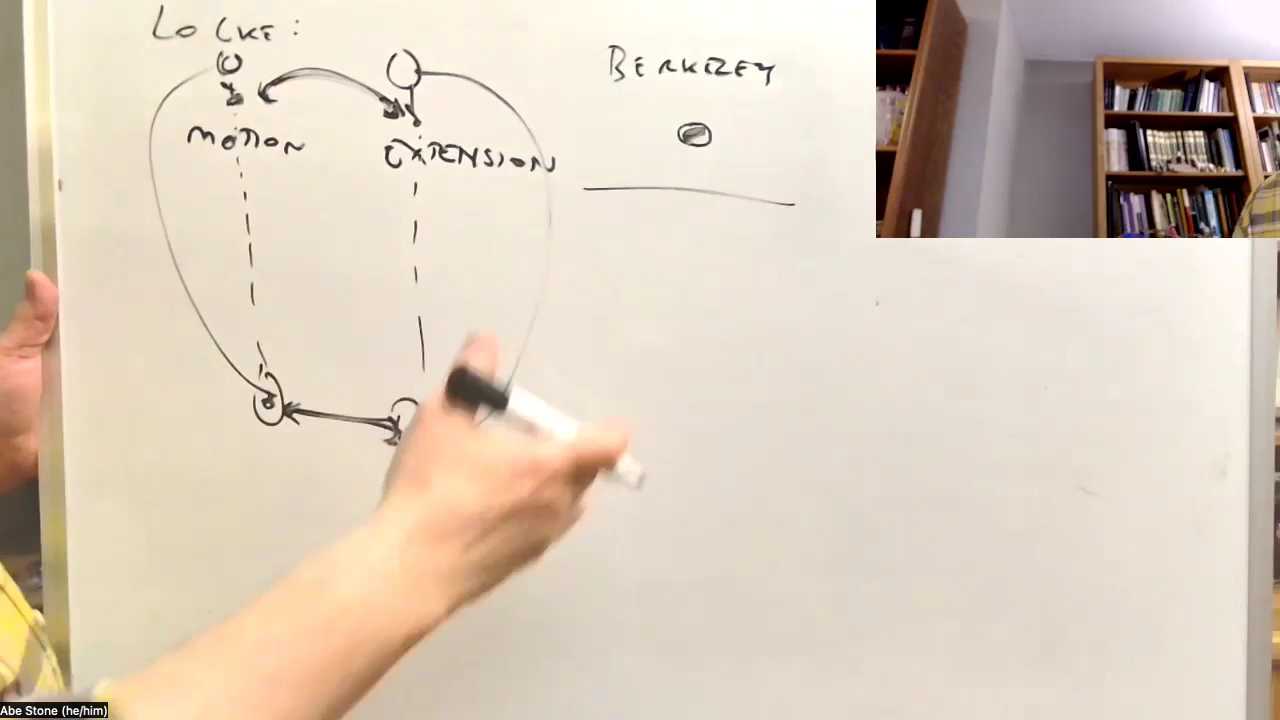 LOCKE:
MOTION
EXTENSION
BERKELEY
Abe Stone (he/him)